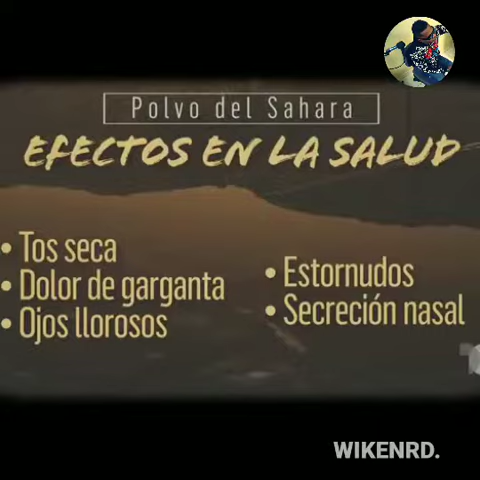 Polvo del Sahara
EFECTOS EN LA SALUD
• Tos seca
• Dolor de garganta
• Ojos llorosos
• Estornudos
• Secreción nasal
WIKENRD.